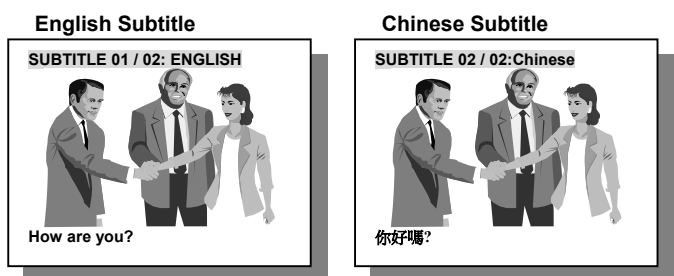 English Subtitle
SUBTITLE 01 / 02: ENGLISH
How are you?
Chinese Subtitle
SUBTITLE 02 / 02:Chinese
你好嗎?